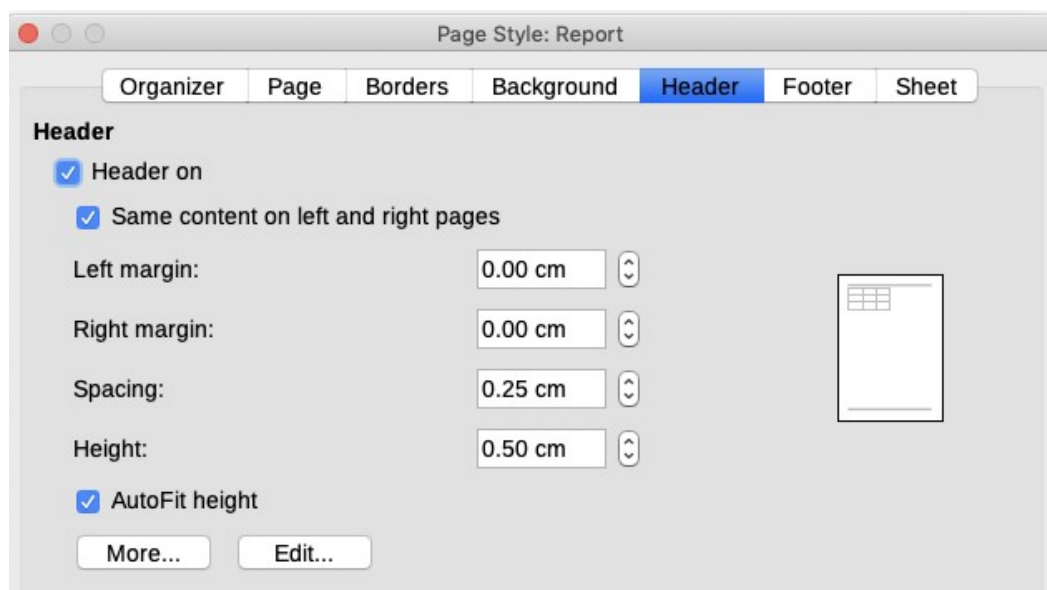 Page Style: Report
Organizer Page Borders Background Header Footer Sheet
Header
Header on
Same content on left and right pages
Left margin: 0.00 cm
Right margin: 0.00 cm
Spacing: 0.25 cm
Height: 0.50 cm
AutoFit height
More... Edit...